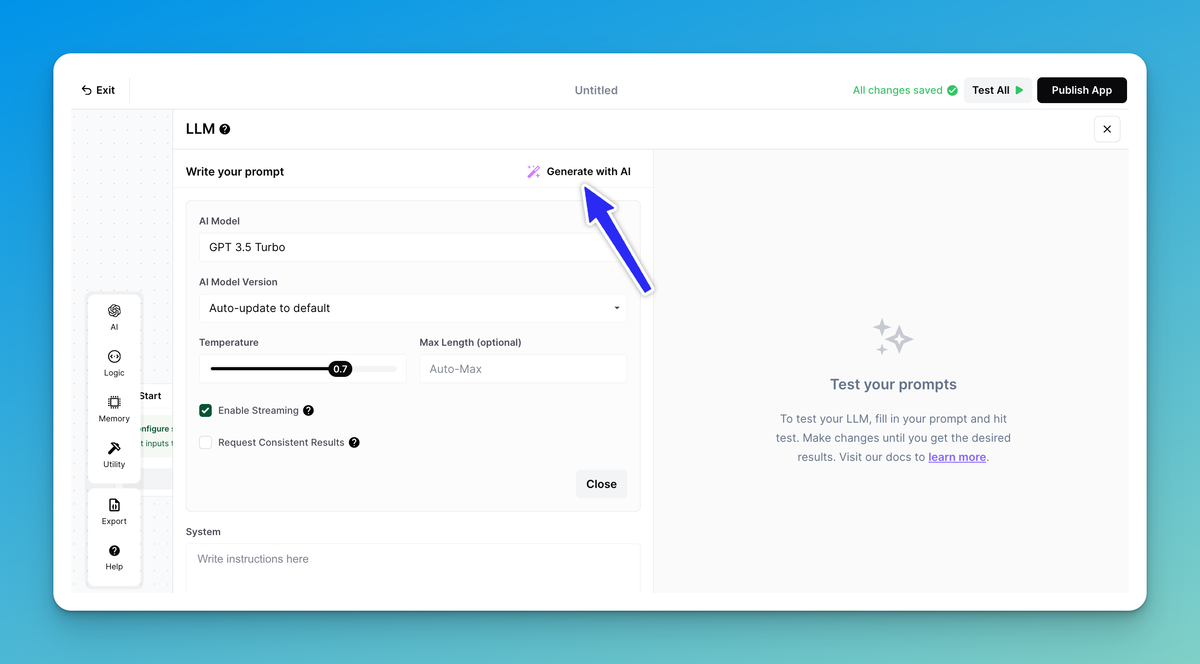 Exit
Untitled
All changes saved
Test All
Publish App
LLM
Write your prompt
Generate with AI
AI Model
GPT 3.5 Turbo
AI Model Version
Auto-update to default
Temperature
Max Length (optional)
0.7
Auto-Max
Enable Streaming
Request Consistent Results
Close
System
Write instructions here
AI
Logic
Memory
Utility
Export
Help
Start
nfigure
t inputs t
Test your prompts
To test your LLM, fill in your prompt and hit
test. Make changes until you get the desired
results. Visit our docs to learn more.